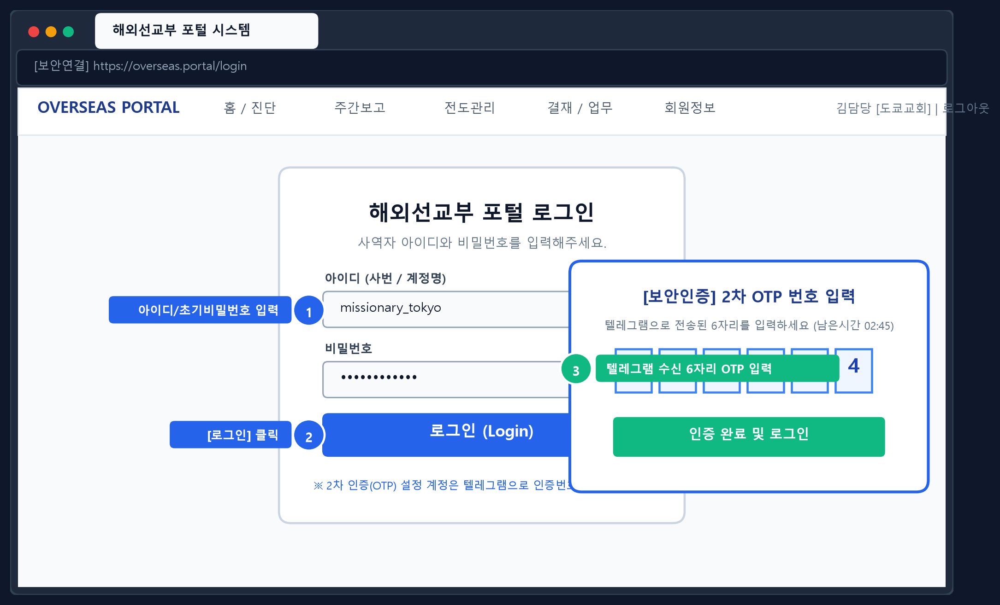 해외선교부 포털 시스템
[보안연결] https://overseas.portal/login
OVERSEAS PORTAL 홈 / 진단 주간보고 전도관리 결재 / 업무 회원정보 김담당 [도쿄교회] | 로그아웃
해외선교부 포털 로그인
사역자 아이디와 비밀번호를 입력해주세요.
아이디 (사번 / 계정명)
아이디/초기비밀번호 입력 1 missionary_tokyo
비밀번호
••••••••••••
[로그인] 클릭 2 로그인 (Login)
※ 2차 인증(OTP) 설정 계정은 텔레그램으로
[보안인증] 2차 OTP 번호 입력
텔레그램으로 전송된 6자리를 입력하세요 (남은시간 02:45)
3 텔레그램 수신 6자리 OTP 입력 4
인증 완료 및 로그인